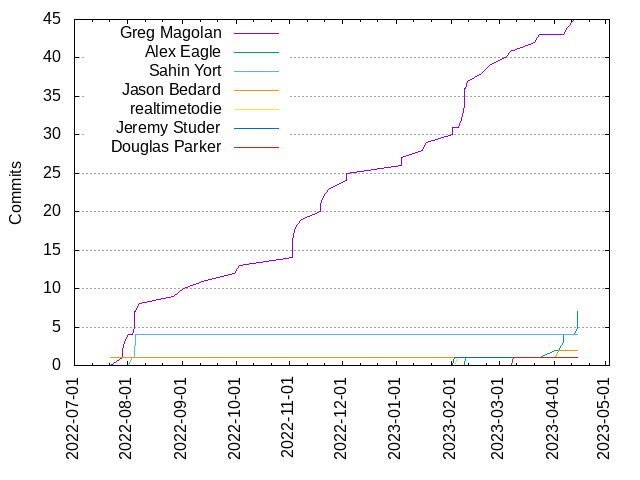 45
40
35
30
25
20
15
10
5
0
Commits
Greg Magolan
Alex Eagle
Sahin Yort
Jason Bedard
realtimetodie
Jeremy Studer
Douglas Parker
2022-07-01
2022-08-01
2022-09-01
2022-10-01
2022-11-01
2022-12-01
2023-01-01
2023-02-01
2023-03-01
2023-04-01
2023-05-01